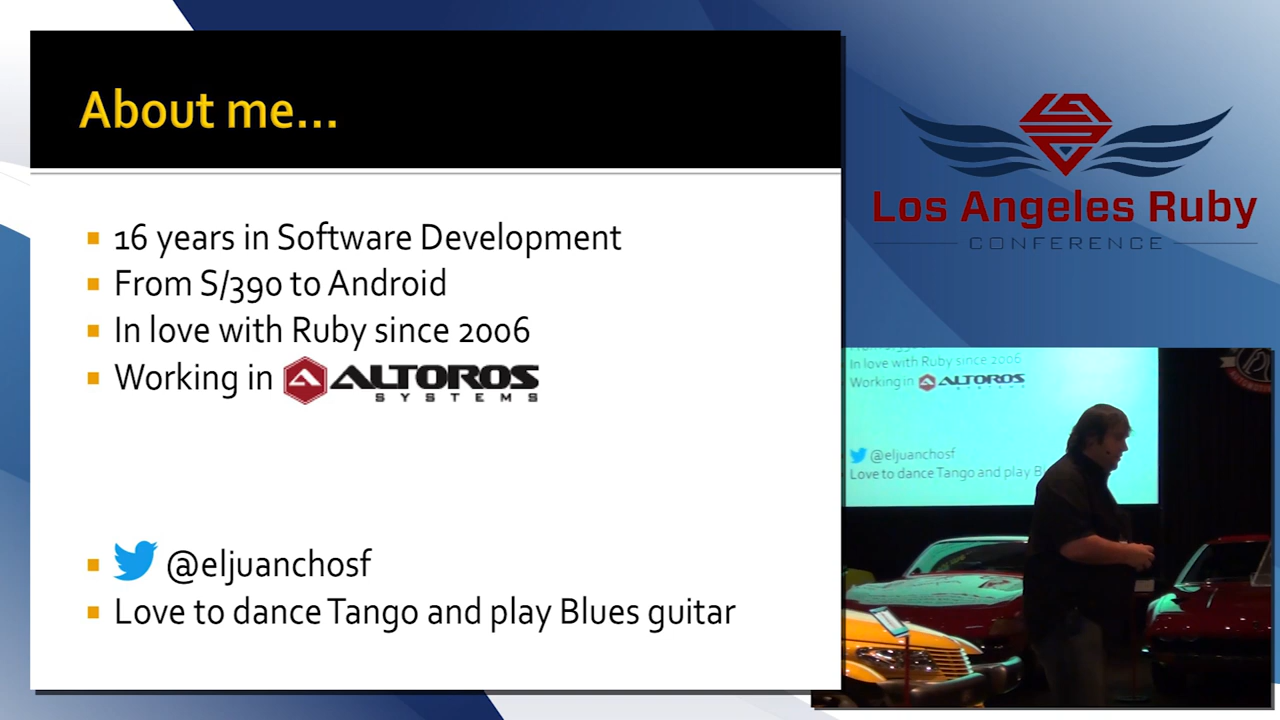 About me...
16 years in Software Development
From S/390 to Android
In love with Ruby since 2006
Working in ALTOROS
SYSTEMS
@eljuanchosf
Love to dance Tango and play Blues guitar
Los Angeles Ruby
CONFERENCE
In love with Ruby since 2006
Working in ALTOROS
SYSTEMS
@eljuanchosf
Love to dance Tango and play B